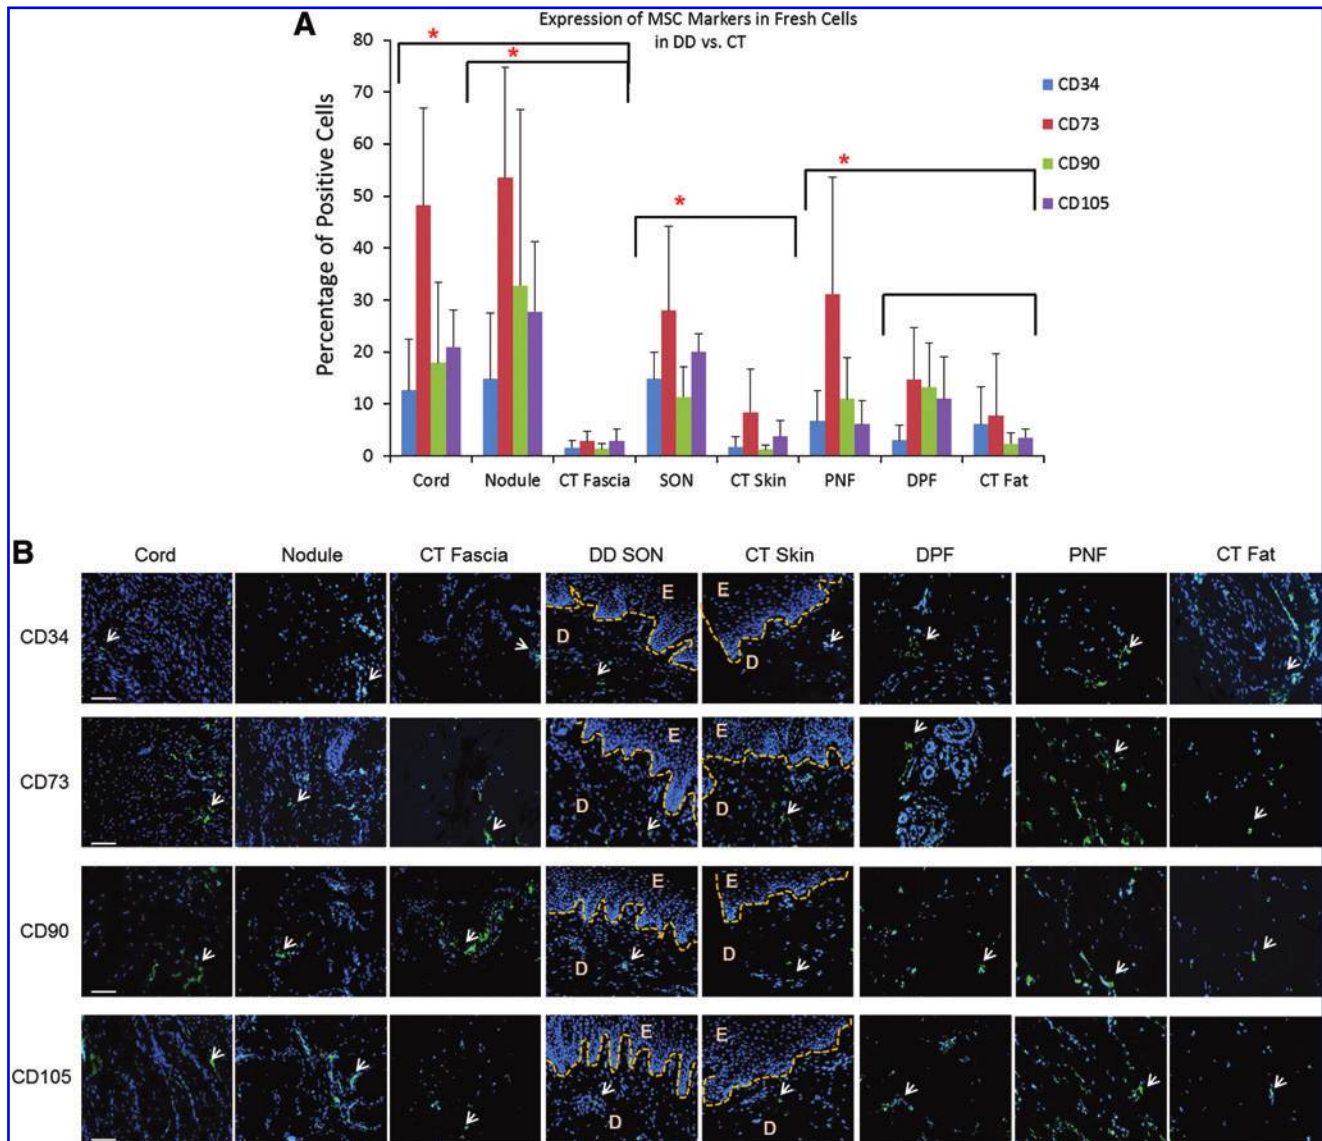 A
Expression of MSC Markers in Fresh Cells
in DD vs. CT
Percentage of Positive Cells
80
70
60
50
40
30
20
10
0
*
*
*
*
CD34
CD73
CD90
CD105
Cord Nodule CT Fascia SON CT Skin PNF DPF CT Fat
B
Cord Nodule CT Fascia DD SON CT Skin DPF PNF CT Fat
CD34
E E
D D
CD73
E E
D D
CD90
E E
D D
CD105
E E
D D